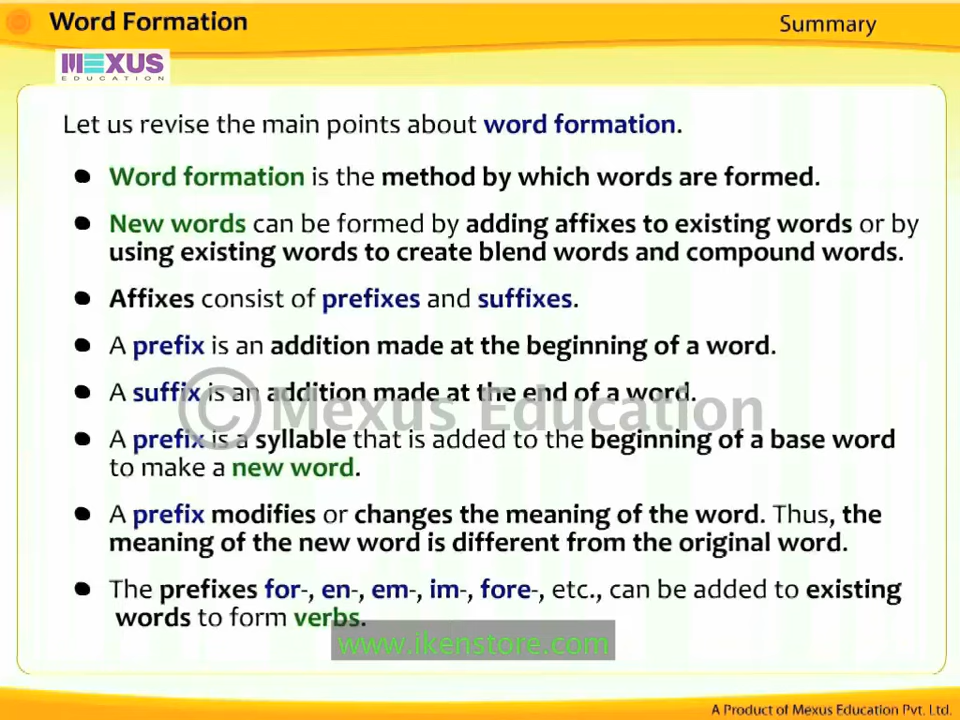 Word Formation
Summary
MEXUS
EDUCATION
Let us revise the main points about word formation.
● Word formation is the method by which words are formed.
● New words can be formed by adding affixes to existing words or by
using existing words to create blend words and compound words.
● Affixes consist of prefixes and suffixes.
● A prefix is an addition made at the beginning of a word.
● A suffix is an addition made at the end of a word.
© Mexus Education
● A prefix is a syllable that is added to the beginning of a base word
to make a new word.
● A prefix modifies or changes the meaning of the word. Thus, the
meaning of the new word is different from the original word.
● The prefixes for-, en-, em-, im-, fore-, etc., can be added to existing
words to form verbs.
www.ikenstore.com
A Product of Mexus Education Pvt. Ltd.